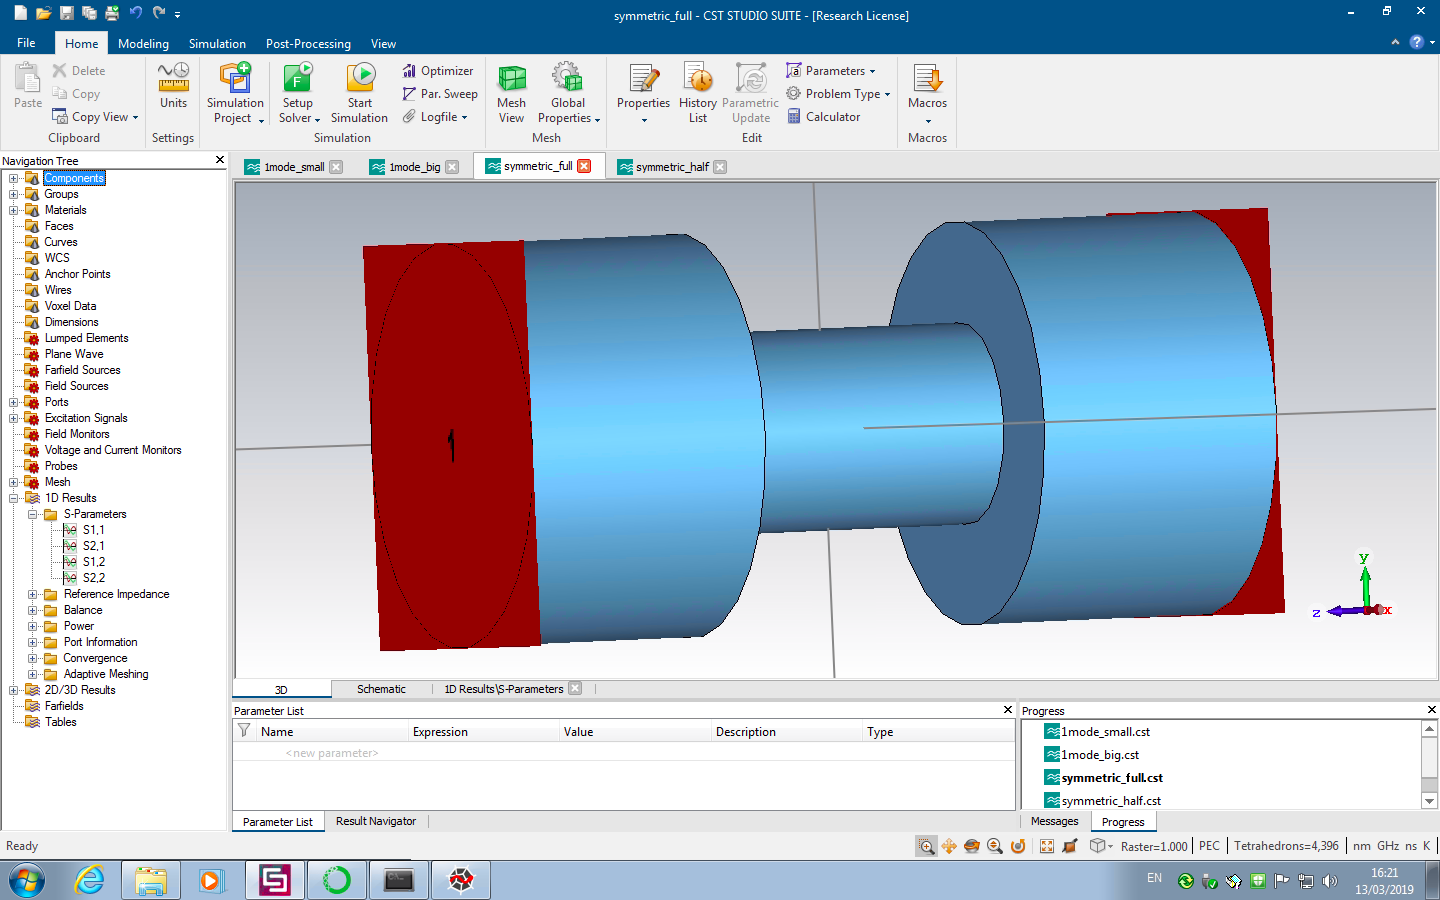 symmetric_full - CST STUDIO SUITE - [Research License]
File Home Modeling Simulation Post-Processing View
Paste
Delete
Copy
Copy View
Clipboard
Units
Settings
Simulation Project
Setup Solver
Start Simulation
Optimizer
Par. Sweep
Logfile
Simulation
Mesh View
Global Properties
Mesh
Properties
History List
Parametric Update
Parameters
Problem Type
Calculator
Edit
Macros
Macros
Navigation Tree
Components
Groups
Materials
Faces
Curves
WCS
Anchor Points
Wires
Voxel Data
Dimensions
Lumped Elements
Plane Wave
Farfield Sources
Field Sources
Ports
Excitation Signals
Field Monitors
Voltage and Current Monitors
Probes
Mesh
1D Results
S-Parameters
S1,1
S2,1
S1,2
S2,2
Reference Impedance
Balance
Power
Port Information
Convergence
Adaptive Meshing
2D/3D Results
Farfields
Tables
1mode_small 1mode_big symmetric_full symmetric_half
1
y
z x
3D Schematic 1D Results\S-Parameters
Parameter List
Name Expression Value Description Type
<new parameter>
Parameter List Result Navigator
Progress
1mode_small.cst
1mode_big.cst
symmetric_full.cst
symmetric_half.cst
Messages Progress
Ready
Raster=1.000 PEC Tetrahedrons=4,396 nm GHz ns K
EN
16:21
13/03/2019